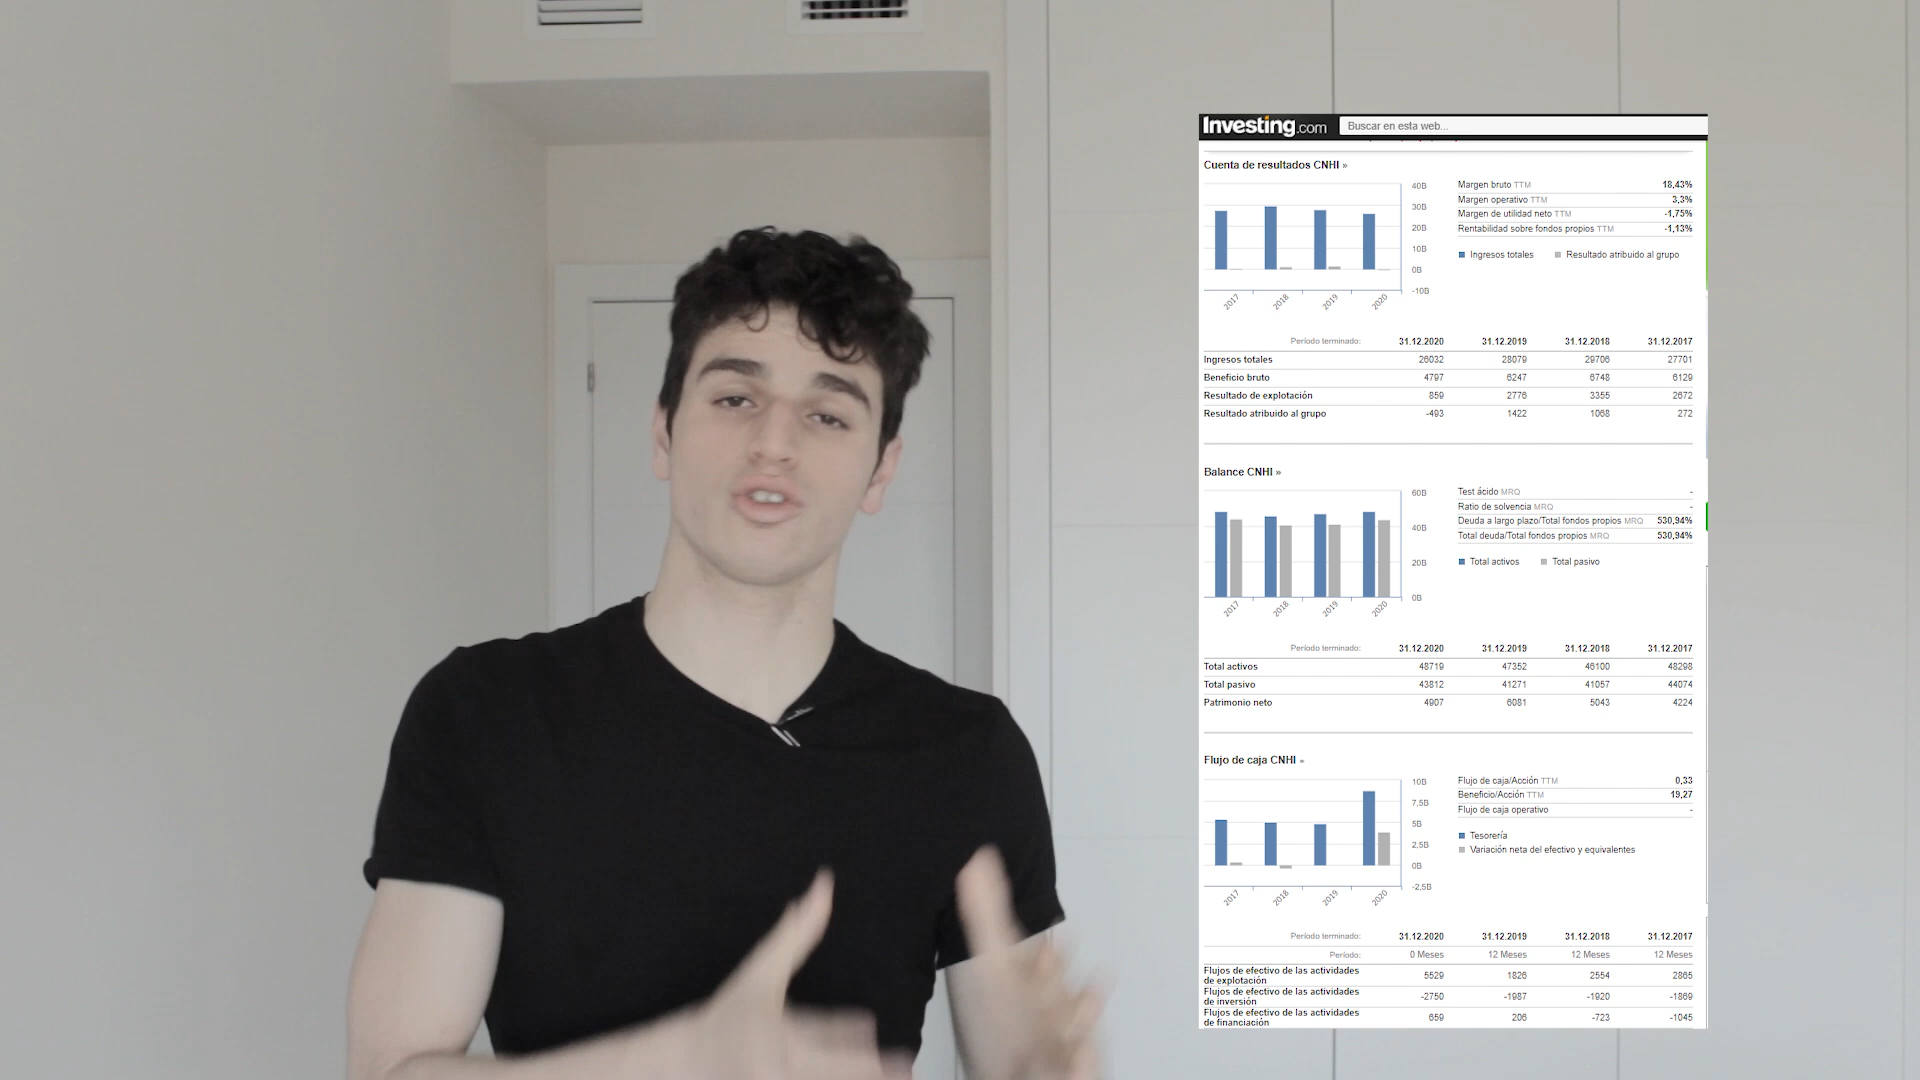 Investing.com Buscar en esta web...
Cuenta de resultados CNHI »
40B
30B
20B
10B
0B
-10B
2017 2018 2019 2020
Margen bruto TTM 18,43%
Margen operativo TTM 3,3%
Margen de utilidad neto TTM -1,75%
Rentabilidad sobre fondos propios TTM -1,13%
Ingresos totales Resultado atribuido al grupo
Período terminado: 31.12.2020 31.12.2019 31.12.2018 31.12.2017
Ingresos totales 26032 28079 29706 27701
Beneficio bruto 4797 6247 6748 6129
Resultado de explotación 859 2776 3355 2672
Resultado atribuido al grupo -493 1422 1068 272
Balance CNHI »
60B
40B
20B
0B
2017 2018 2019 2020
Test ácido MRQ -
Ratio de solvencia MRQ -
Deuda a largo plazo/Total fondos propios MRQ 530,94%
Total deuda/Total fondos propios MRQ 530,94%
Total activos Total pasivo
Período terminado: 31.12.2020 31.12.2019 31.12.2018 31.12.2017
Total activos 48719 47352 46100 48298
Total pasivo 43812 41271 41057 44074
Patrimonio neto 4907 6081 5043 4224
Flujo de caja CNHI »
10B
7,5B
5B
2,5B
0B
-2,5B
2017 2018 2019 2020
Flujo de caja/Acción TTM 0,33
Beneficio/Acción TTM 19,27
Flujo de caja operativo -
Tesorería
Variación neta del efectivo y equivalentes
Período terminado: 31.12.2020 31.12.2019 31.12.2018 31.12.2017
Período: 0 Meses 12 Meses 12 Meses 12 Meses
Flujos de efectivo de las actividades
de explotación 5529 1826 2554 2865
Flujos de efectivo de las actividades
de inversión -2750 -1987 -1920 -1869
Flujos de efectivo de las actividades
de financiación 659 206 -723 -1045